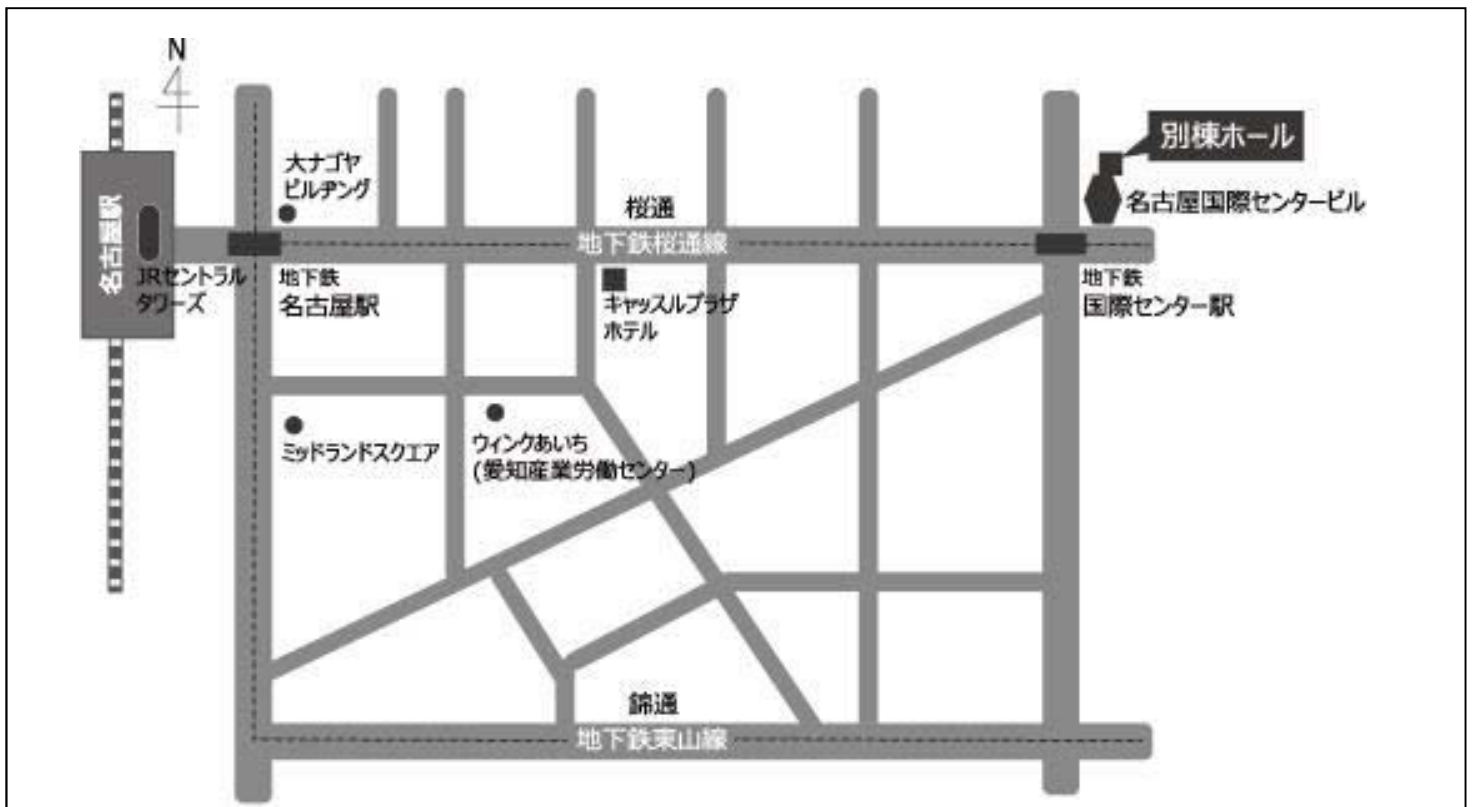 N
別棟ホール
大ナゴヤ
ビルヂング
名古屋国際センタービル
桜通
地下鉄桜通線
名古屋駅
JRセントラル
タワーズ
地下鉄
名古屋駅
キャッスルプラザ
ホテル
地下鉄
国際センター駅
ミッドランドスクエア
ウィンクあいち
(愛知産業労働センター)
錦通
地下鉄東山線